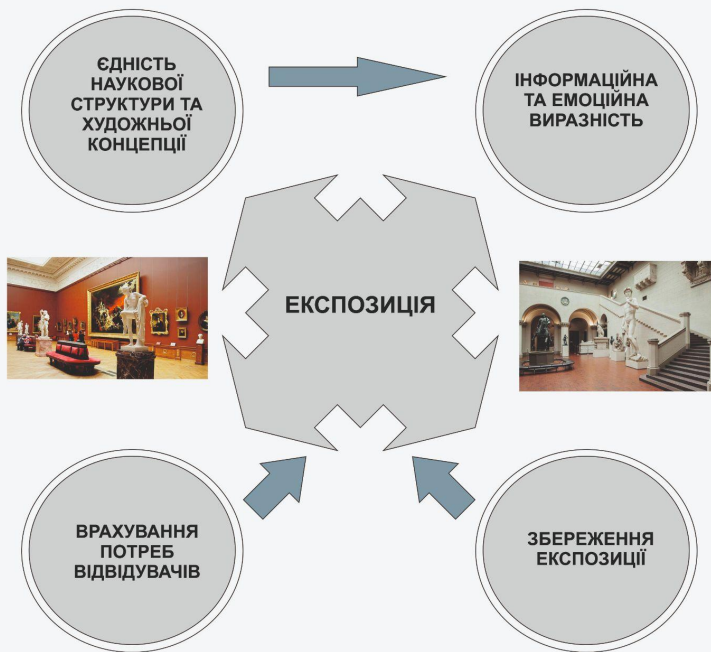 ЄДНІСТЬ
НАУКОВОЇ
СТРУКТУРИ ТА
ХУДОЖНЬОЇ
КОНЦЕПЦІЇ
ІНФОРМАЦІЙНА
ТА ЕМОЦІЙНА
ВИРАЗНІСТЬ
ЕКСПОЗИЦІЯ
ВРАХУВАННЯ
ПОТРЕБ
ВІДВІДУВАЧІВ
ЗБЕРЕЖЕННЯ
ЕКСПОЗИЦІЇ